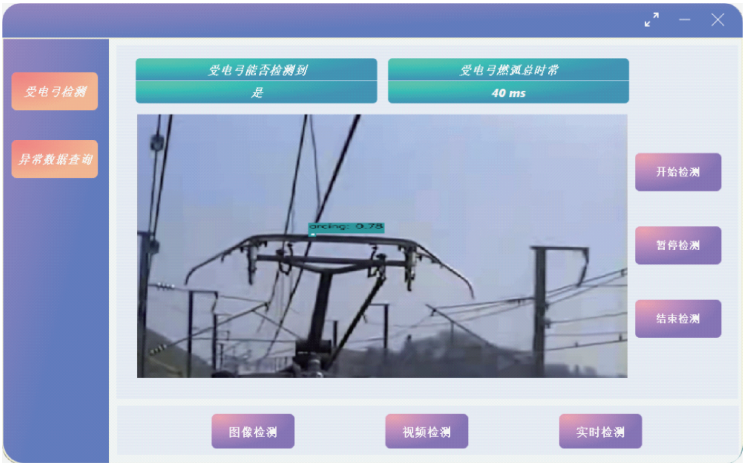 受电弓检测
异常数据查询
受电弓能否检测到
是
受电弓燃弧总时常
40 ms
arcing: 0.78
开始检测
暂停检测
结束检测
图像检测
视频检测
实时检测